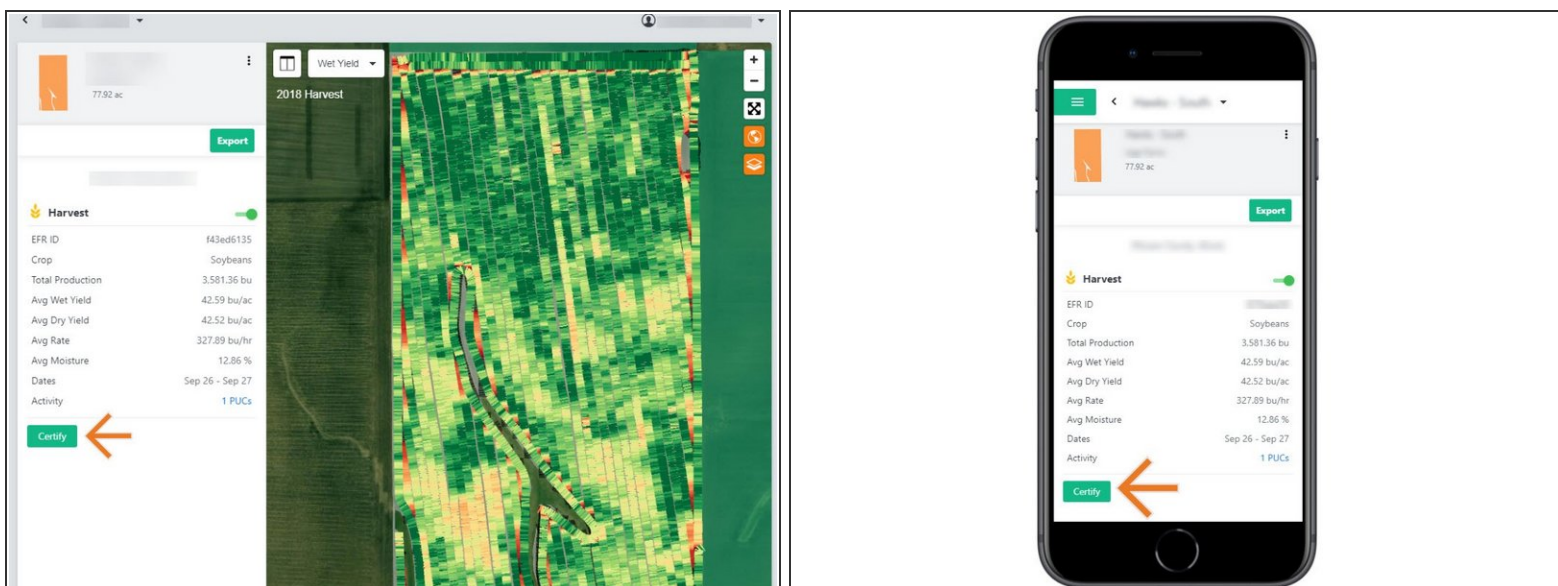 77.92 ac
Export
Harvest
EFR ID f43ed6135
Crop Soybeans
Total Production 3,581.36 bu
Avg Wet Yield 42.59 bu/ac
Avg Dry Yield 42.52 bu/ac
Avg Rate 327.89 bu/hr
Avg Moisture 12.86 %
Dates Sep 26 - Sep 27
Activity 1 PUCs
Certify
Wet Yield
2018 Harvest
77.92 ac
Export
Harvest
EFR ID
Crop Soybeans
Total Production 3,581.36 bu
Avg Wet Yield 42.59 bu/ac
Avg Dry Yield 42.52 bu/ac
Avg Rate 327.89 bu/hr
Avg Moisture 12.86 %
Dates Sep 26 - Sep 27
Activity 1 PUCs
Certify